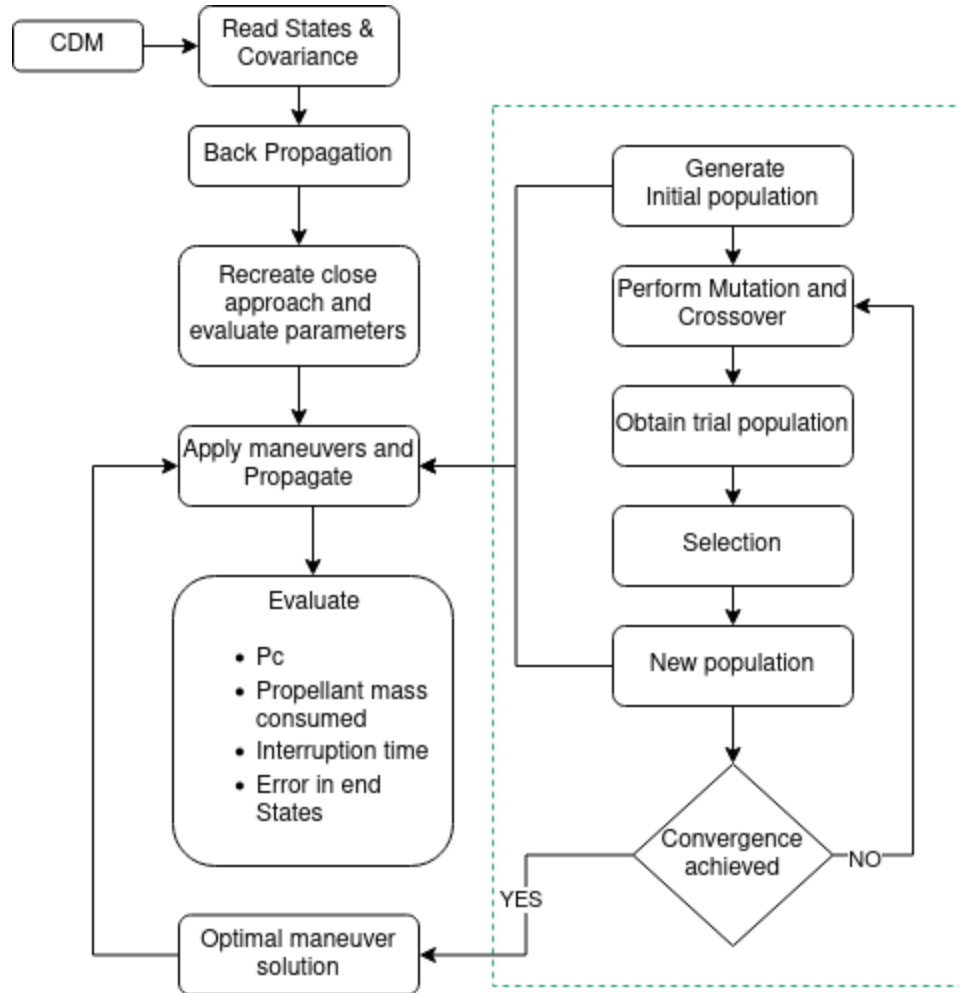 CDM
Read States &
Covariance
Back Propagation
Recreate close
approach and
evaluate parameters
Apply maneuvers and
Propagate
Evaluate
• Pc
• Propellant mass
consumed
• Interruption time
• Error in end
States
Optimal maneuver
solution
Generate
Initial population
Perform Mutation and
Crossover
Obtain trial population
Selection
New population
Convergence
achieved
NO
YES